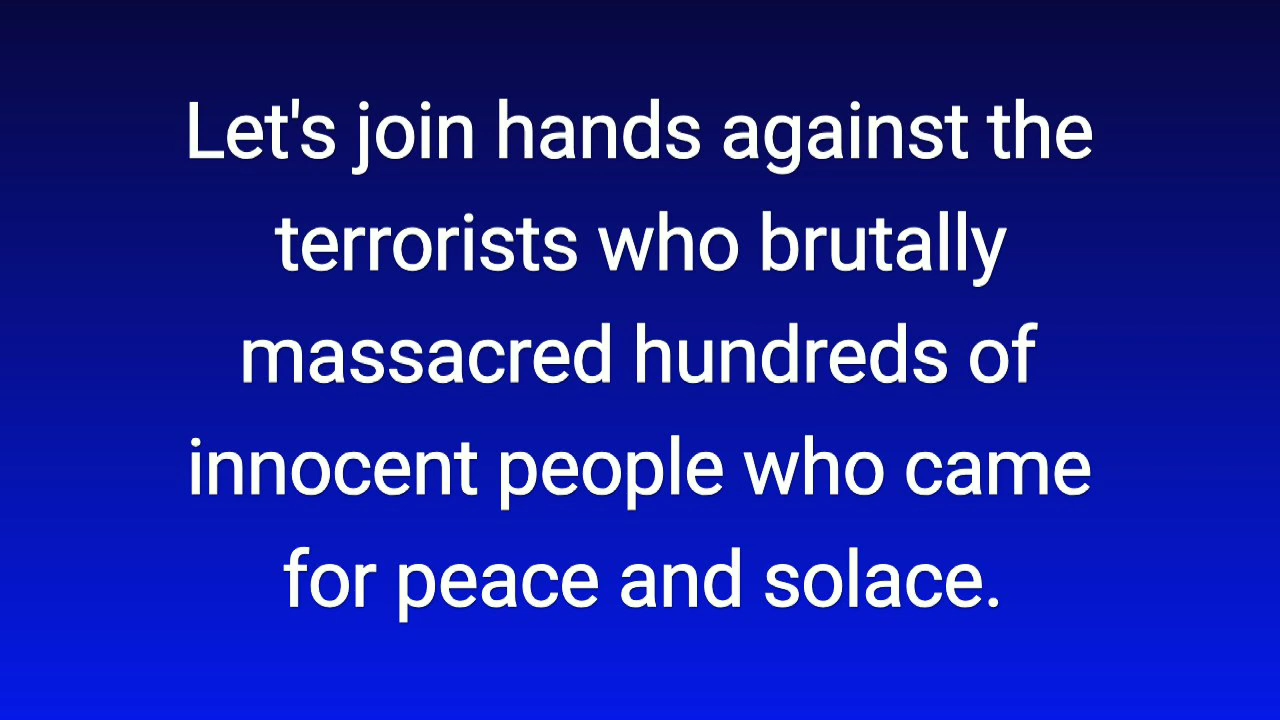 Let's join hands against the
terrorists who brutally
massacred hundreds of
innocent people who came
for peace and solace.